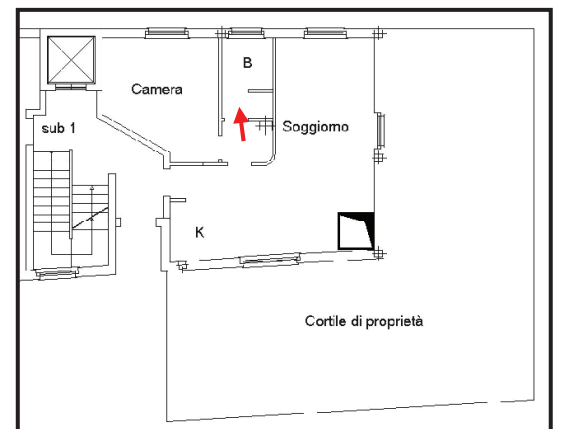 B
Camera
sub 1
Soggiorno
K
Cortile di proprietà